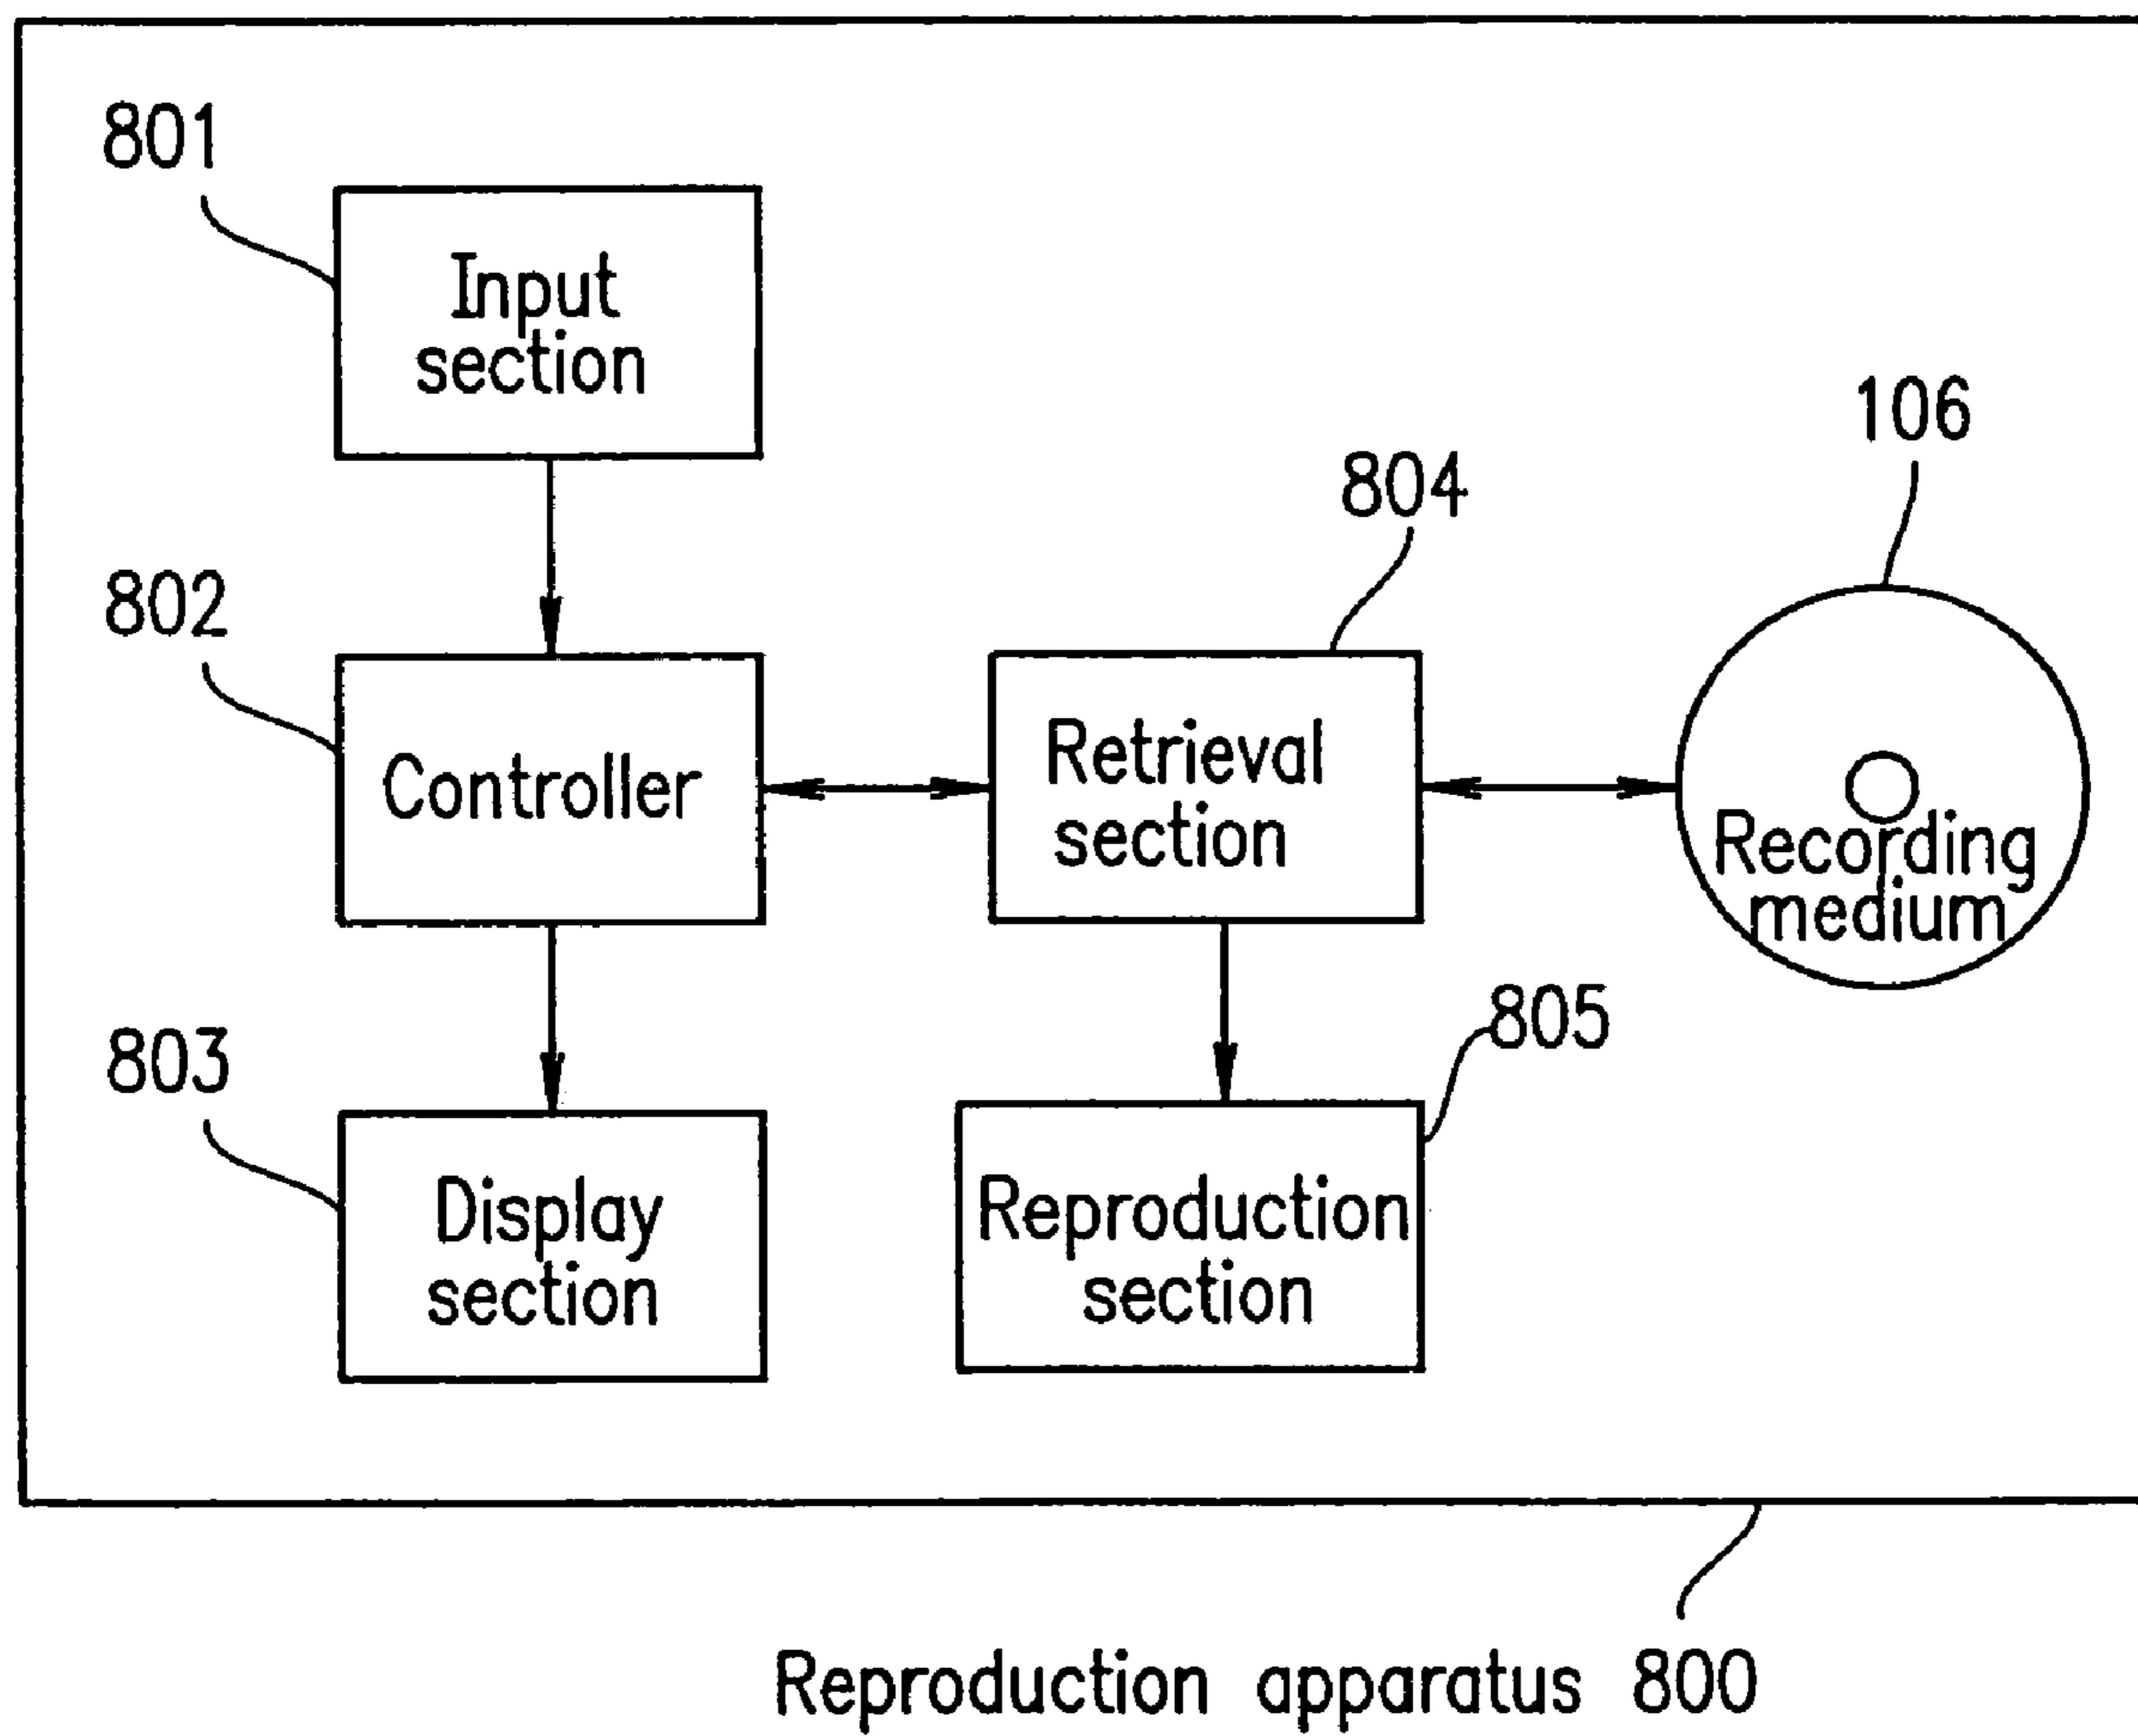 801
Input
section
106
804
802
Controller
Retrieval
section
Recording
medium
803
805
Display
section
Reproduction
section
Reproduction apparatus 800